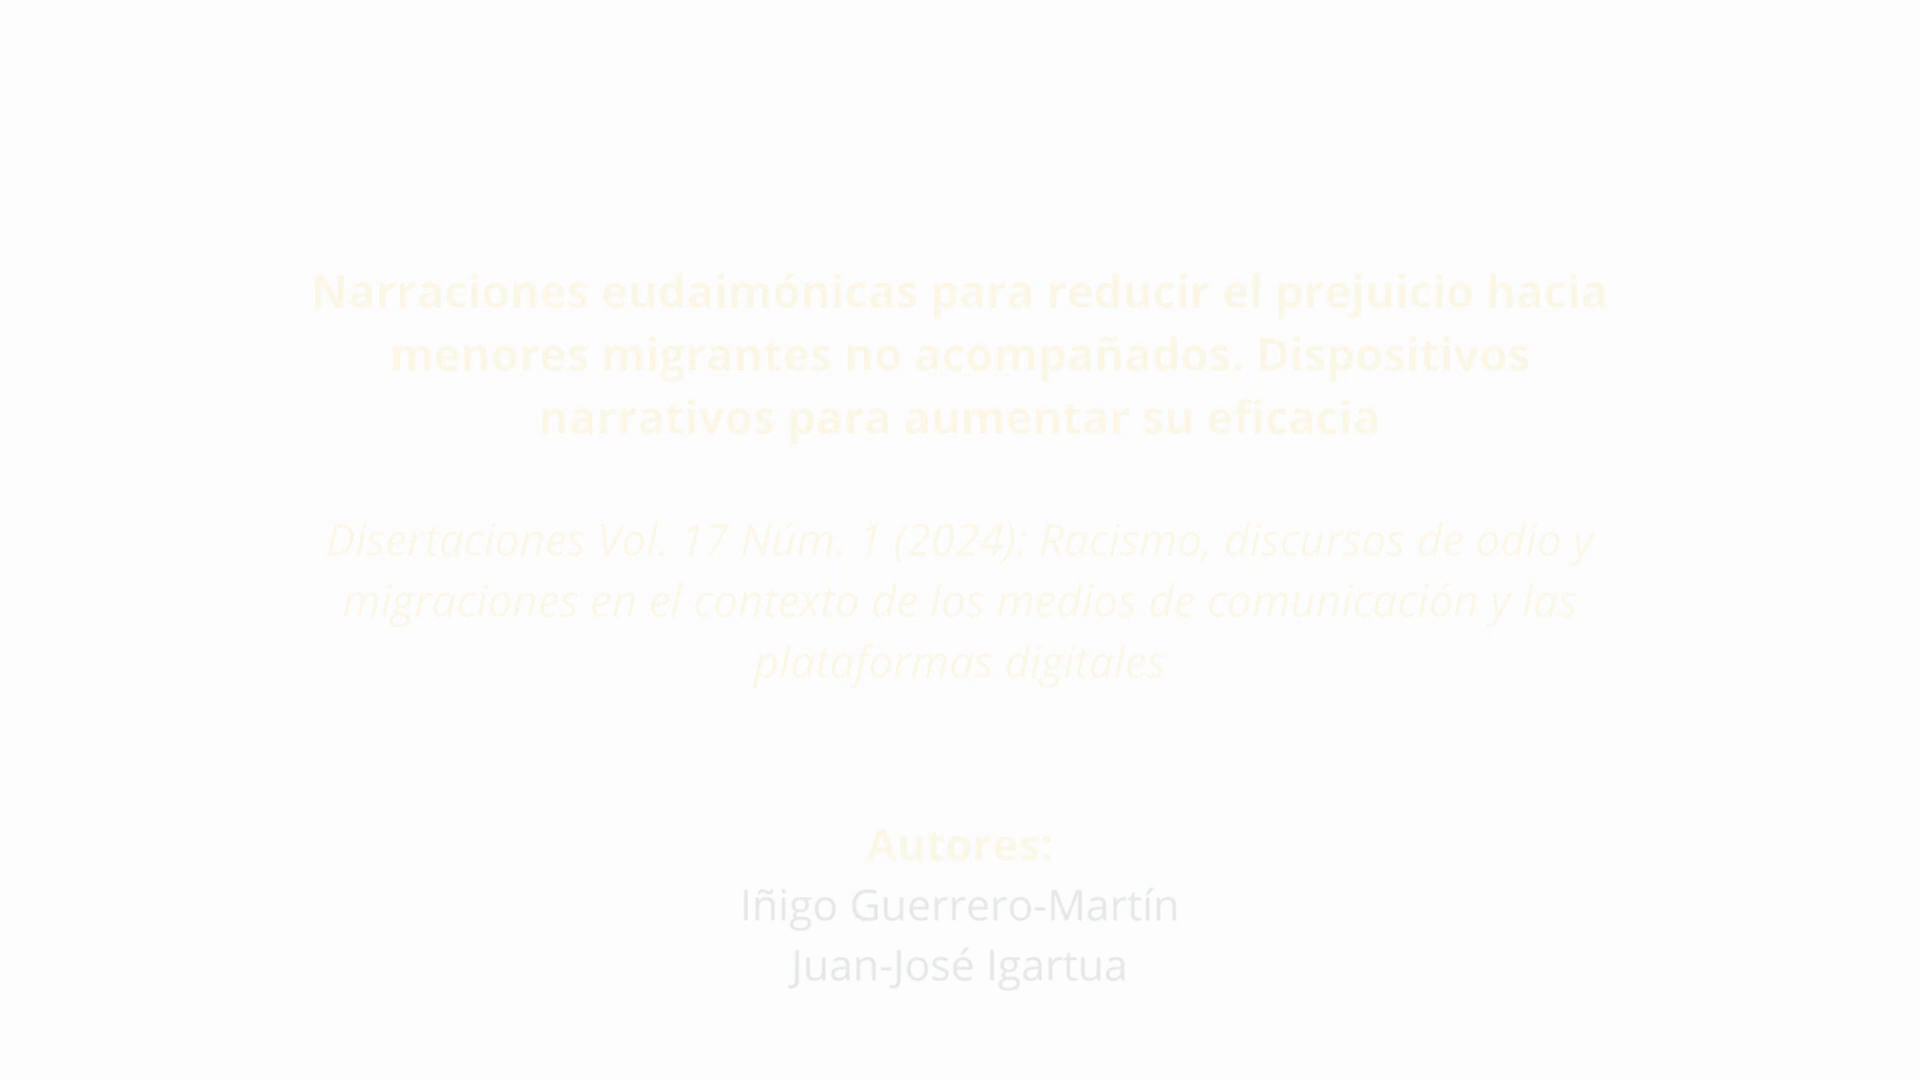 Narraciones eudaimónicas para reducir el prejuicio hacia
menores migrantes no acompañados. Dispositivos
narrativos para aumentar su eficacia
Disertaciones Vol. 17 Núm. 1 (2024): Racismo, discursos de odio y
migraciones en el contexto de los medios de comunicación y las
plataformas digitales
Autores:
Iñigo Guerrero-Martín
Juan-José Igartua